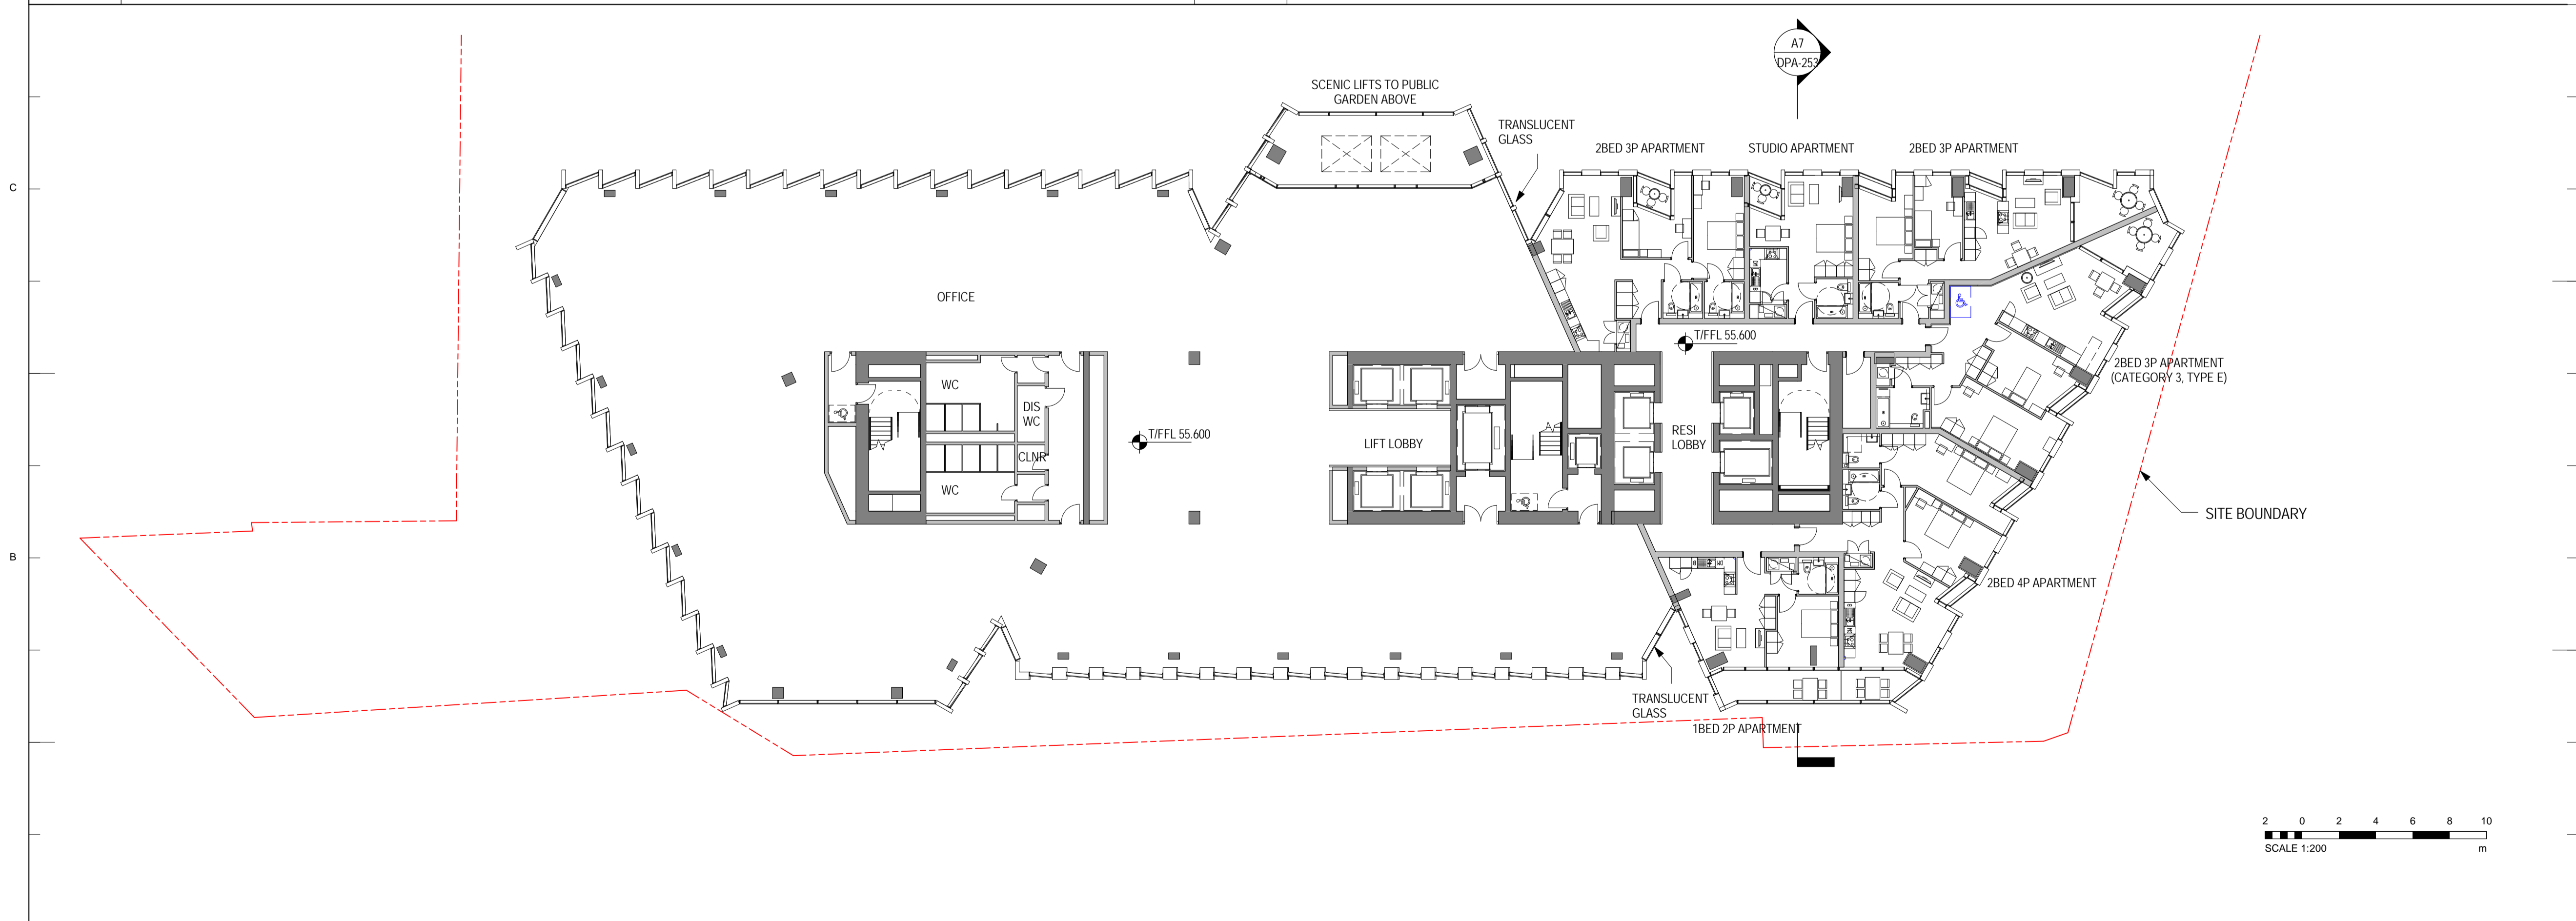 A7
DPA-253
SCENIC LIFTS TO PUBLIC
GARDEN ABOVE
TRANSLUCENT
GLASS
2BED 3P APARTMENT
STUDIO APARTMENT
2BED 3P APARTMENT
C
OFFICE
T/FFL 55.600
2BED 3P APARTMENT
(CATEGORY 3, TYPE E)
WC
DIS
WC
T/FFL 55.600
LIFT LOBBY
RESI
LOBBY
CLNR
WC
SITE BOUNDARY
B
2BED 4P APARTMENT
TRANSLUCENT
GLASS
1BED 2P APARTMENT
2 0 2 4 6 8 10
SCALE 1:200 m